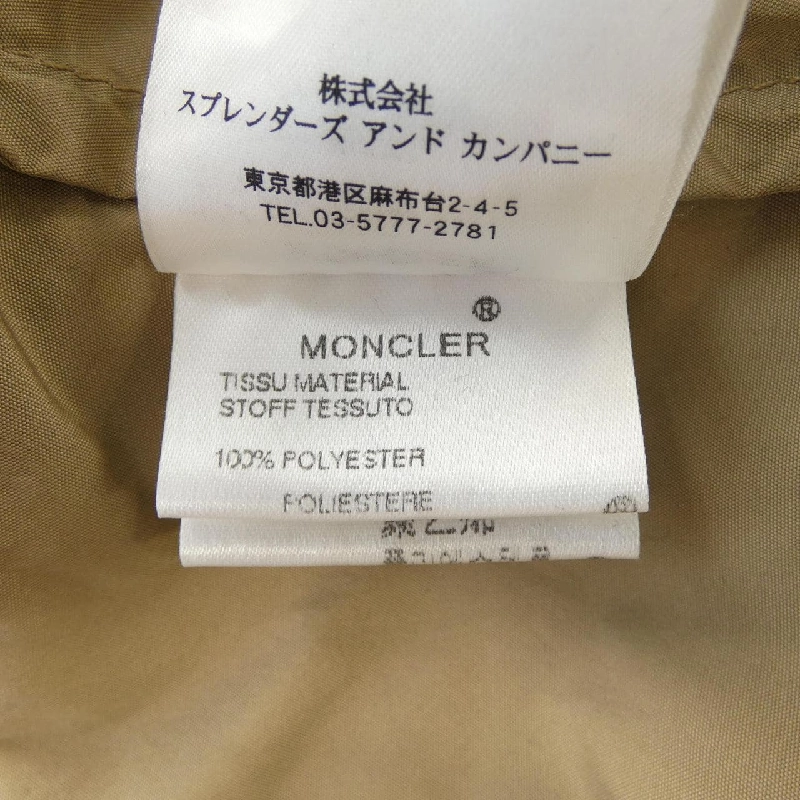 株式会社
スプレンダーズ アンド カンパニー
東京都港区麻布台2-4-5
TEL.03-5777-2781
®
MONCLER
TISSU MATERIAL
STOFF TESSUTO
100% POLYESTER
POLIESTERE